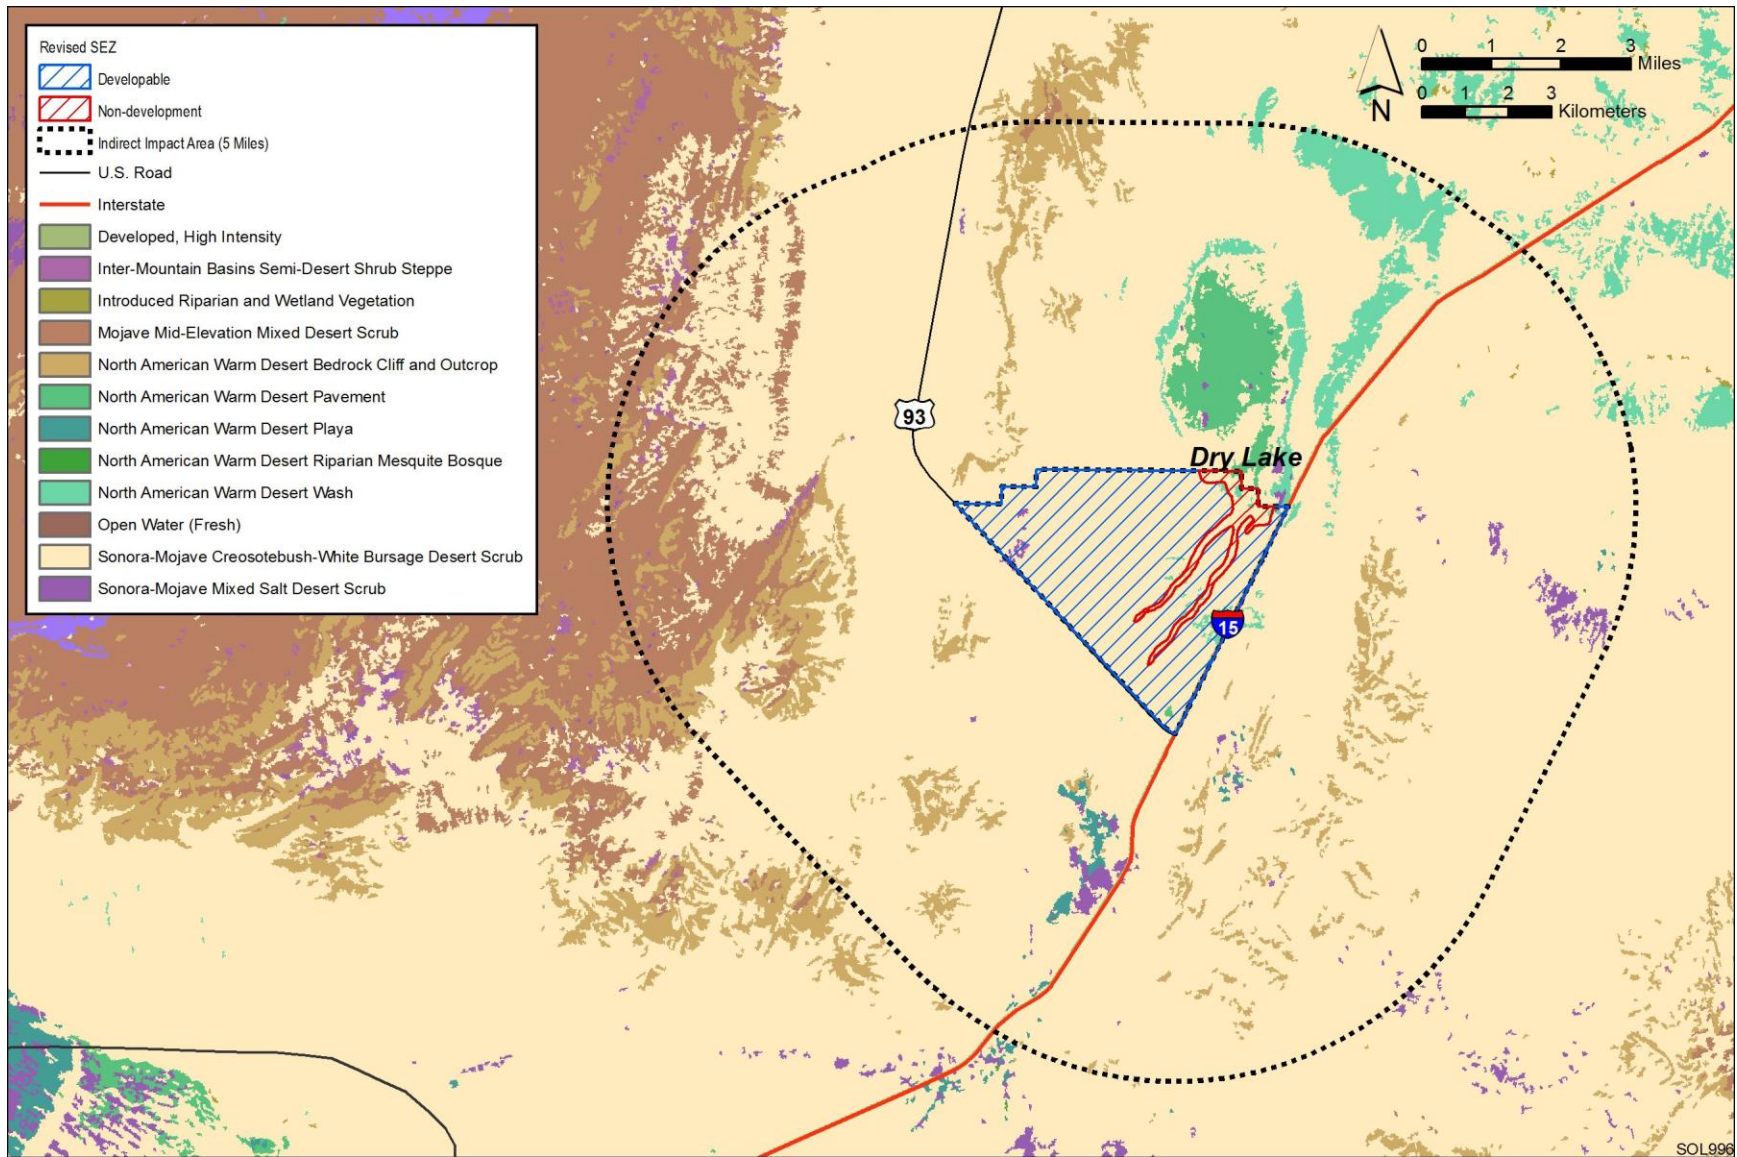 Revised SEZ
Developable
Non-development
Indirect Impact Area (5 Miles)
U.S. Road
Interstate
Developed, High Intensity
Inter-Mountain Basins Semi-Desert Shrub Steppe
Introduced Riparian and Wetland Vegetation
Mojave Mid-Elevation Mixed Desert Scrub
North American Warm Desert Bedrock Cliff and Outcrop
North American Warm Desert Pavement
North American Warm Desert Playa
North American Warm Desert Riparian Mesquite Bosque
North American Warm Desert Wash
Open Water (Fresh)
Sonora-Mojave Creosotebush-White Bursage Desert Scrub
Sonora-Mojave Mixed Salt Desert Scrub
N
0 1 2 3
Miles
0 1 2 3
Kilometers
93
Dry Lake
15
SOL996